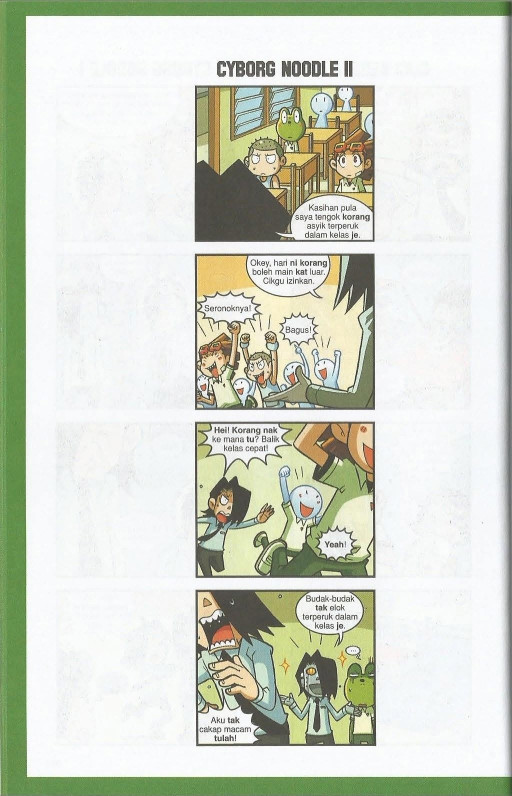 CYBORG NOODLE II
Kasihan pula
saya tengok korang
asyik terperuk
dalam kelas je.
Okey, hari ni korang
boleh main kat luar.
Cikgu izinkan.
Seronoknya!
Bagus!
Hei! Korang nak
ke mana tu? Balik
kelas cepat!
Yeah!
Budak-budak
tak elok
terperuk dalam
kelas je.
...
Aku tak
cakap macam
tulah!